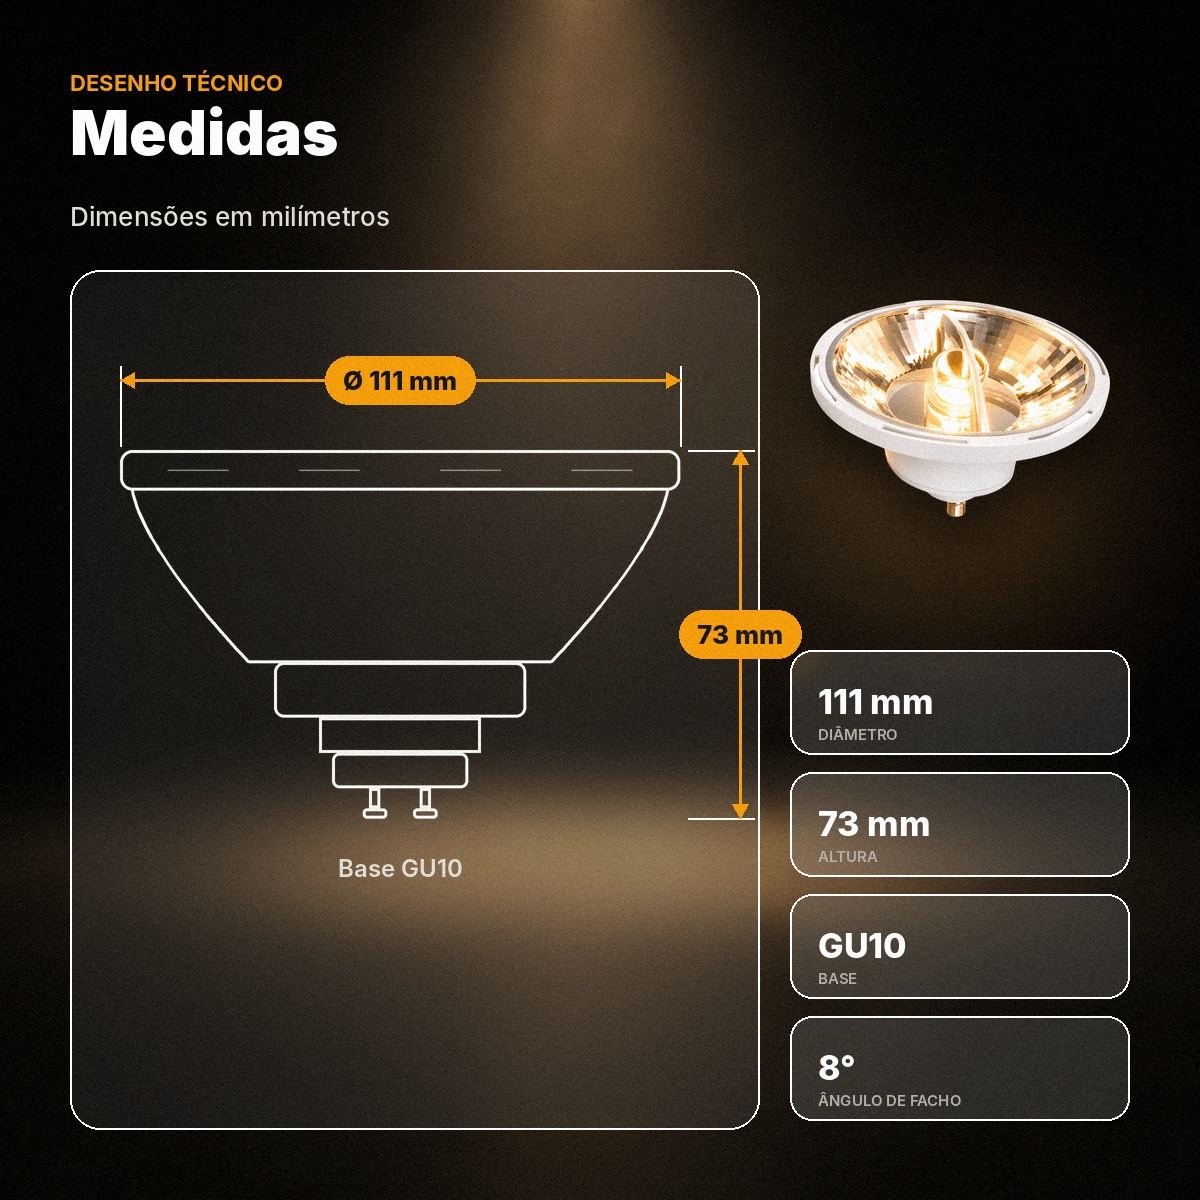 DESENHO TÉCNICO
Medidas
Dimensões em milímetros
Ø 111 mm
73 mm
Base GU10
111 mm
DIÂMETRO
73 mm
ALTURA
GU10
BASE
8°
ÂNGULO DE FACHO